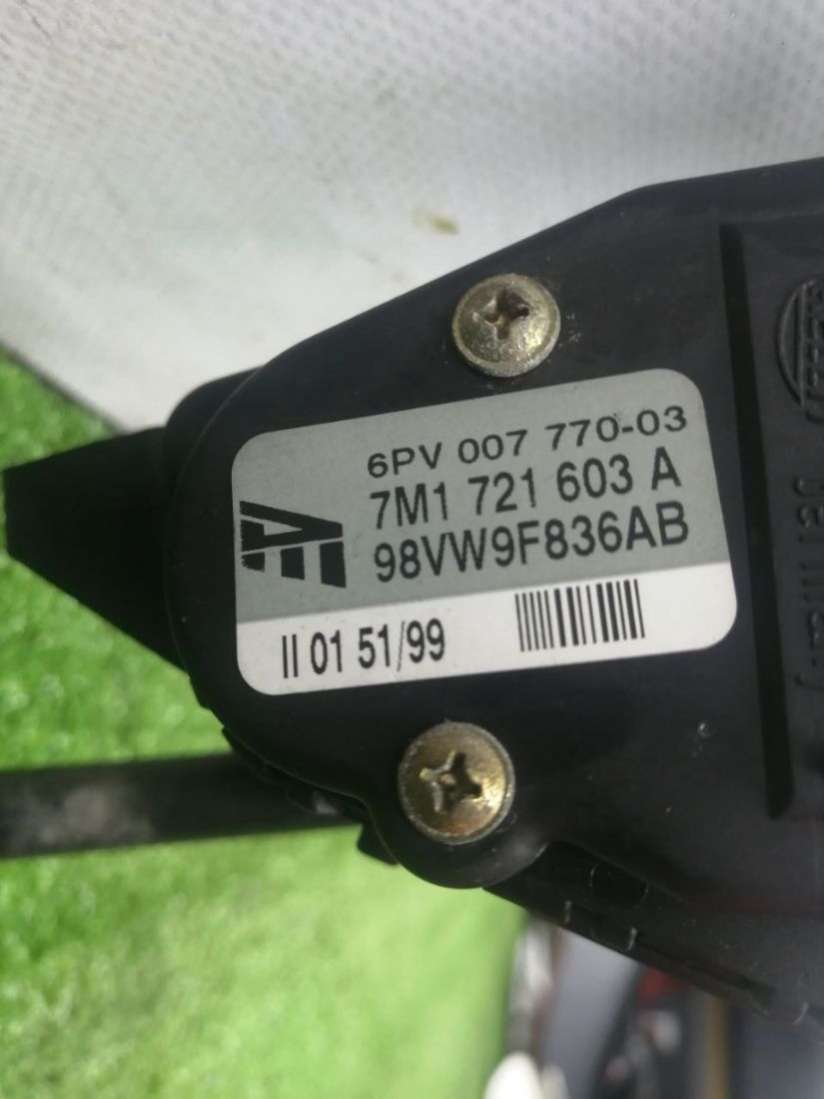 6PV 007 770-03
7M1 721 603 A
98VW9F836AB
II 01 51/99